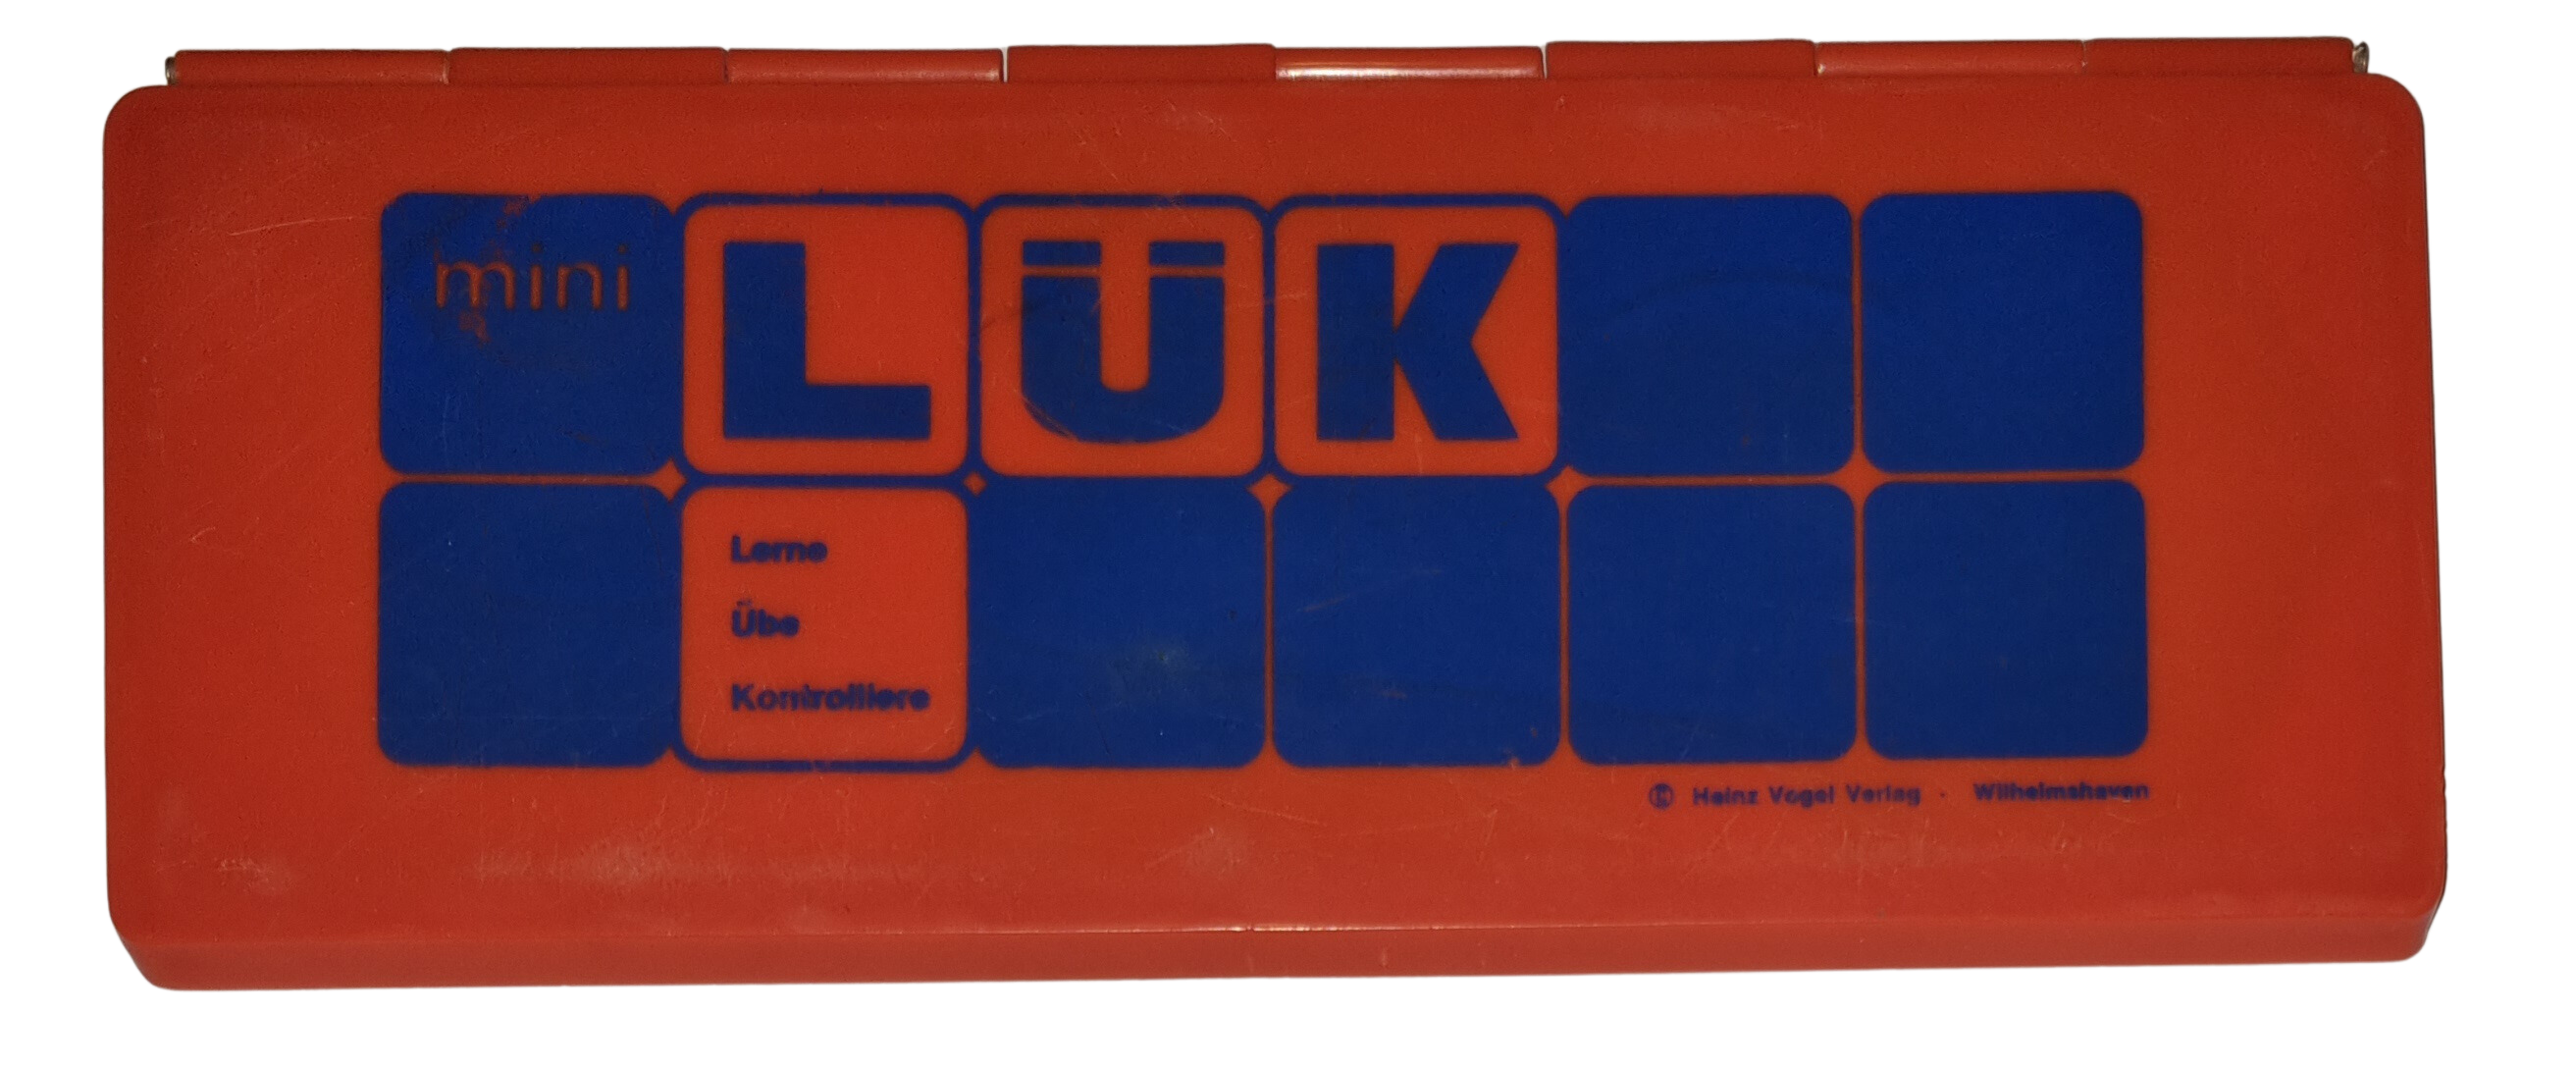 mini LÜK
Lerne
Übe
Kontrolliere
© Heinz Vogel Verlag · Wilhelmshaven